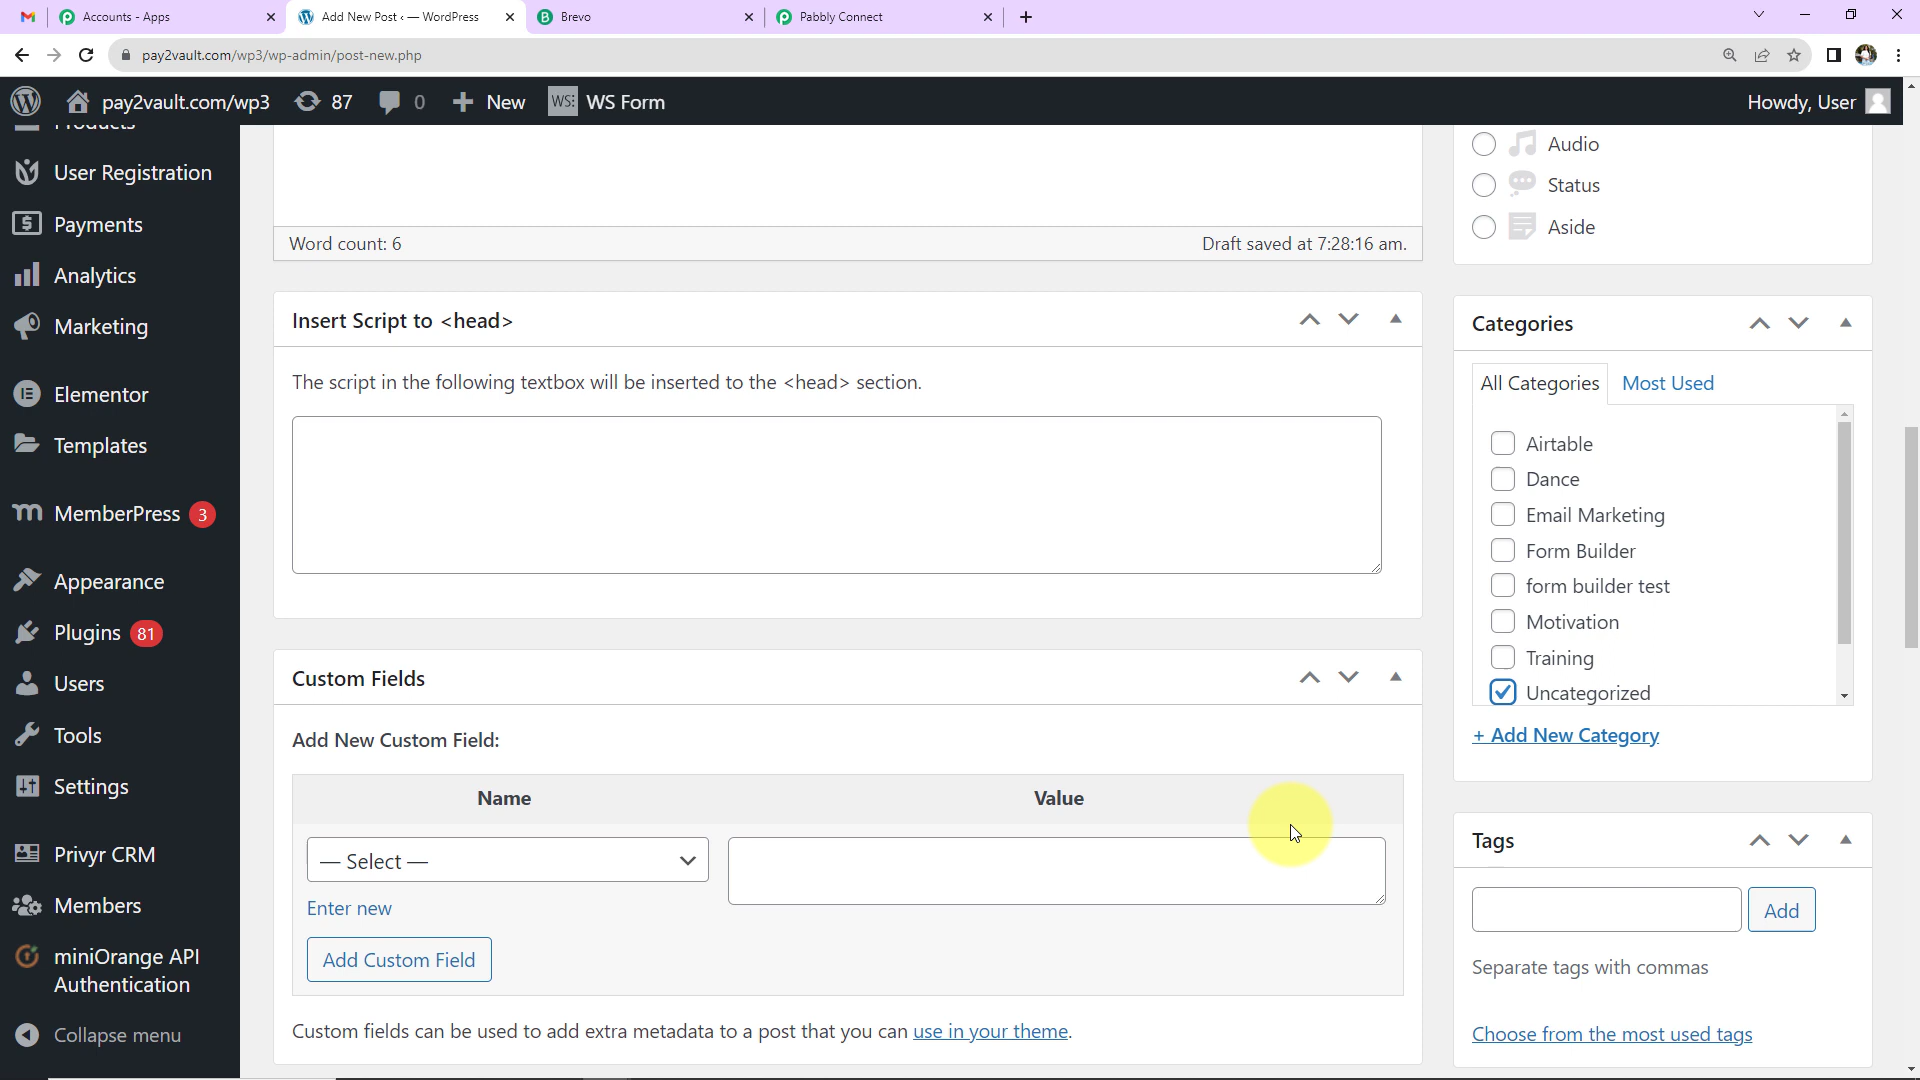 Accounts - Apps
Add New Post ‹ — WordPress
Brevo
Pabbly Connect
pay2vault.com/wp3/wp-admin/post-new.php
pay2vault.com/wp3
87
0
New
WS Form
Howdy, User
Products
User Registration
Payments
Analytics
Marketing
Elementor
Templates
MemberPress 3
Appearance
Plugins 81
Users
Tools
Settings
Privyr CRM
Members
miniOrange API
Authentication
Collapse menu
Word count: 6
Draft saved at 7:28:16 am.
Insert Script to <head>
The script in the following textbox will be inserted to the <head> section.
Custom Fields
Add New Custom Field:
Name
Value
— Select —
Enter new
Add Custom Field
Custom fields can be used to add extra metadata to a post that you can use in your theme.
Audio
Status
Aside
Categories
All Categories
Most Used
Airtable
Dance
Email Marketing
Form Builder
form builder test
Motivation
Training
Uncategorized
+ Add New Category
Tags
Add
Separate tags with commas
Choose from the most used tags